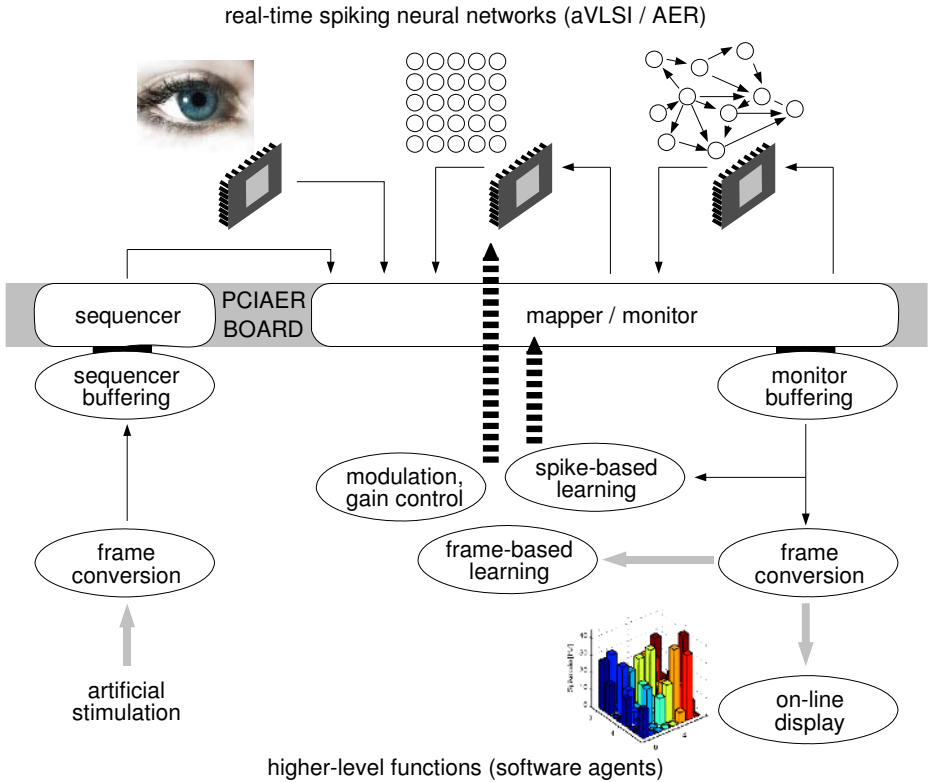 real-time spiking neural networks (aVLSI / AER)
PCIAER
BOARD
sequencer
mapper / monitor
sequencer
buffering
monitor
buffering
modulation,
gain control
spike-based
learning
frame
conversion
frame-based
learning
frame
conversion
artificial
stimulation
on-line
display
higher-level functions (software agents)